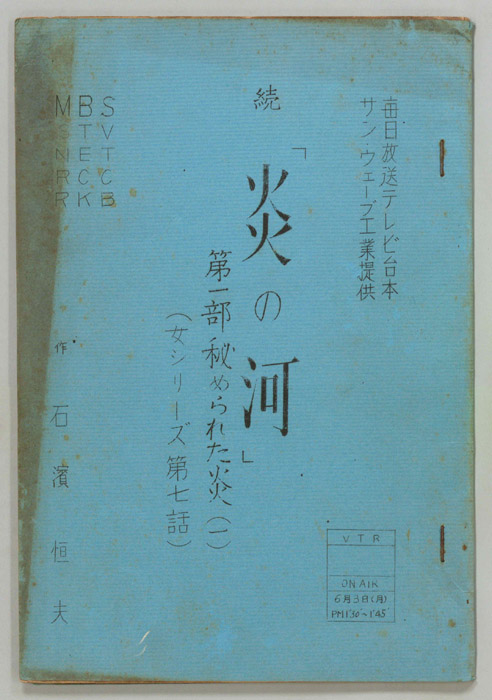 毎日放送テレビ台本
サンウェーブ工業提供
続
「炎の河」
第一部 秘められた炎(一)
(女シリーズ第七話)
MBS
TV
NET
RCC
RKB
作 石濱恒夫
VTR
ON AIR
6月3日(月)
PM1'30"~1'45"